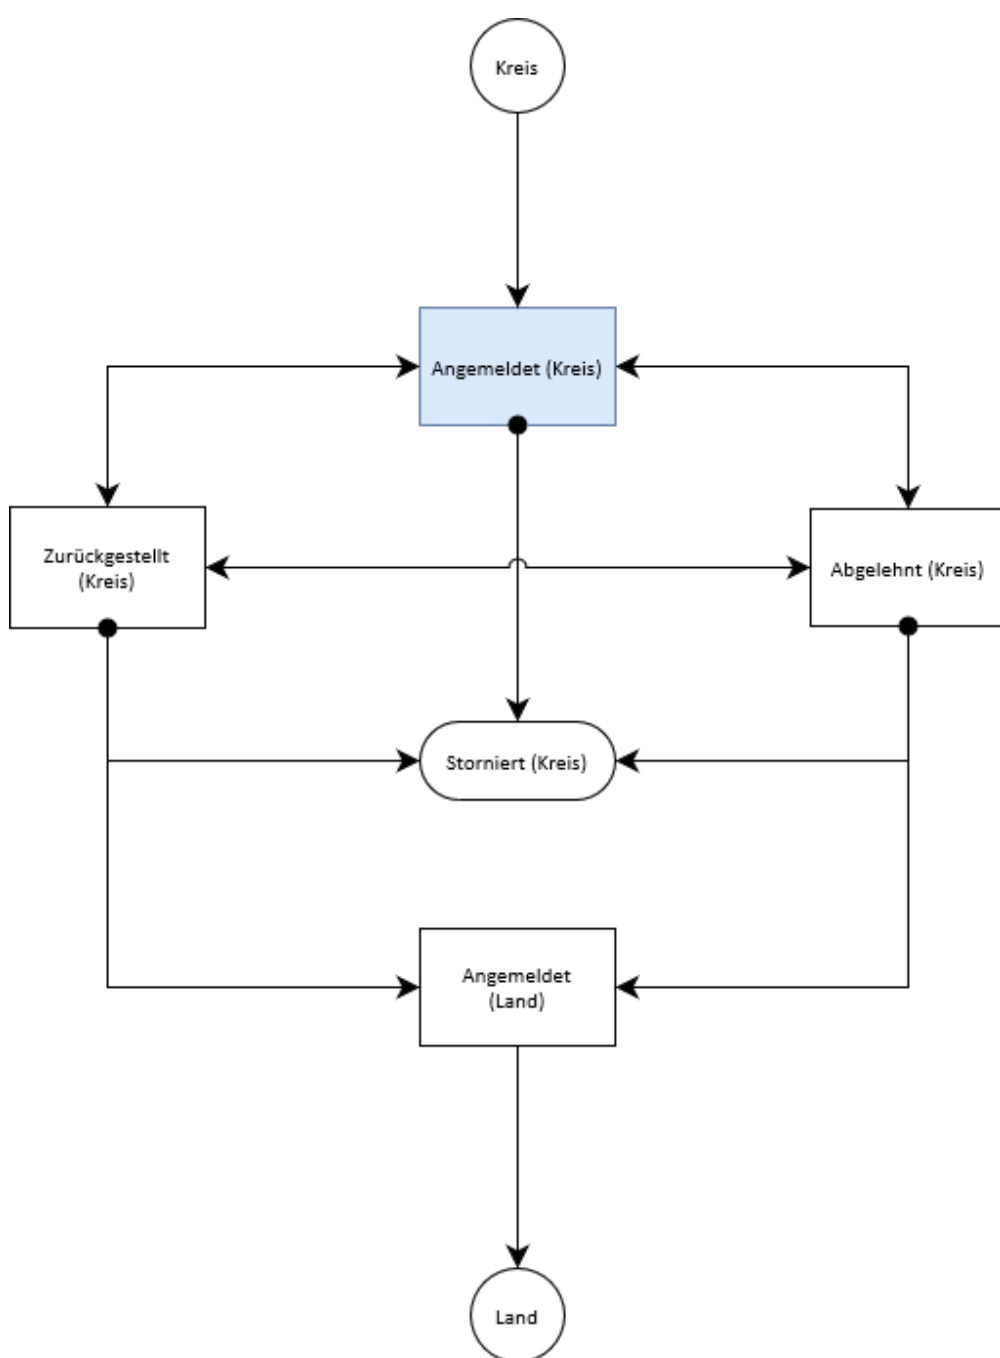 Kreis
Angemeldet (Kreis)
Zurückgestellt
(Kreis)
Abgelehnt (Kreis)
Storniert (Kreis)
Angemeldet
(Land)
Land